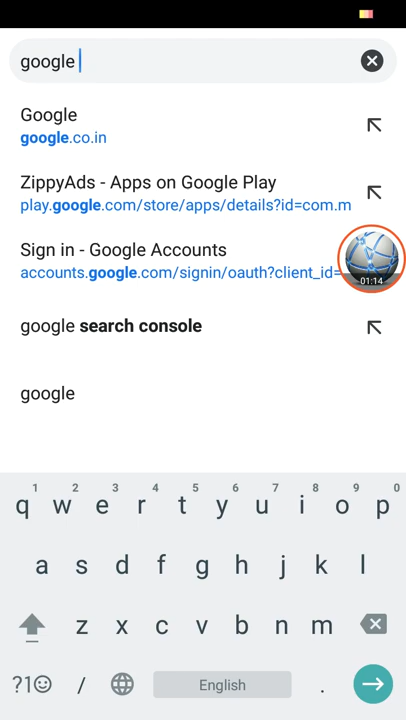 google
Google
google.co.in
ZippyAds - Apps on Google Play
play.google.com/store/apps/details?id=com.m
Sign in - Google Accounts
accounts.google.com/signin/oauth?client_id=
01:14
google search console
google
1 2 3 4 5 6 7 8 9 0
q w e r t y u i o p
a s d f g h j k l
z x c v b n m
?1☺ / English .